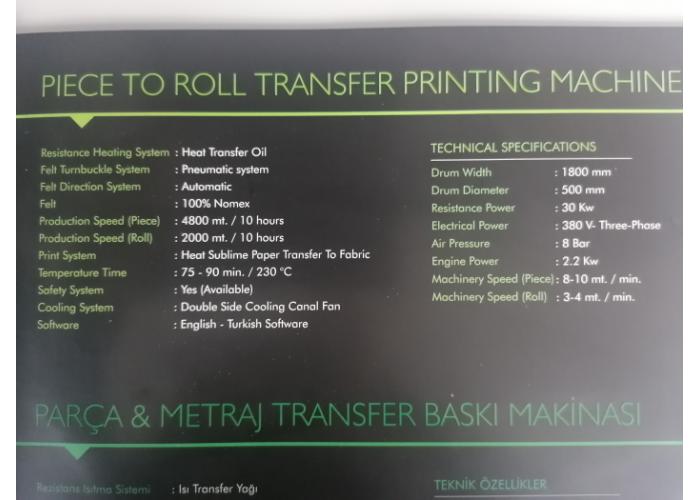 PIECE TO ROLL TRANSFER PRINTING MACHINE
Resistance Heating System : Heat Transfer Oil
Felt Turnbuckle System : Pneumatic system
Felt Direction System : Automatic
Felt : 100% Nomex
Production Speed (Piece) : 4800 mt. / 10 hours
Production Speed (Roll) : 2000 mt. / 10 hours
Print System : Heat Sublime Paper Transfer To Fabric
Temperature Time : 75 - 90 min. / 230 °C
Safety System : Yes (Available)
Cooling System : Double Side Cooling Canal Fan
Software : English - Turkish Software
TECHNICAL SPECIFICATIONS
Drum Width : 1800 mm
Drum Diameter : 500 mm
Resistance Power : 30 Kw
Electrical Power : 380 V- Three-Phase
Air Pressure : 8 Bar
Engine Power : 2.2 Kw
Machinery Speed (Piece) : 8-10 mt. / min.
Machinery Speed (Roll) : 3-4 mt. / min.
PARÇA & METRAJ TRANSFER BASKI MAKİNASI
Rezistans Isıtma Sistemi : Isı Transfer Yağı
TEKNİK ÖZELLİKLER